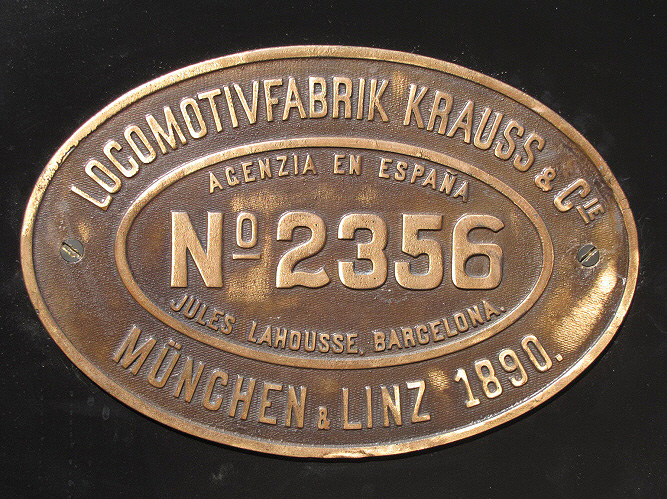 LOCOMOTIVFABRIK KRAUSS & CIE
AGENZIA EN ESPAÑA
No 2356
JULES LAHOUSSE, BARCELONA.
MÜNCHEN & LINZ 1890.